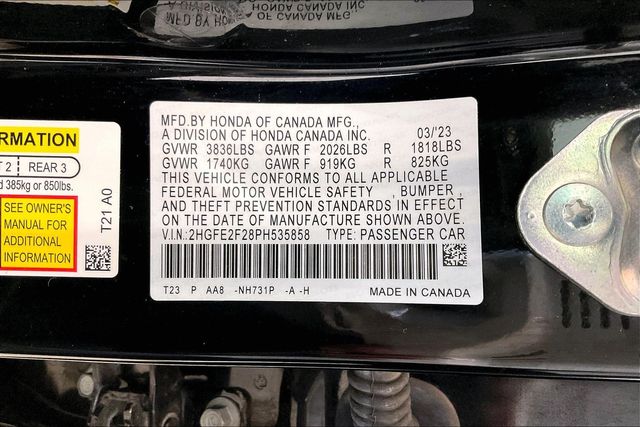 HONDA CANADA INC
OF CANADA MFG.
RMATION
T 2 REAR 3
d 385kg or 850lbs.
SEE OWNER'S
MANUAL FOR
ADDITIONAL
INFORMATION
T21 A0
MFD.BY HONDA OF CANADA MFG.,
A DIVISION OF HONDA CANADA INC. 03/'23
GVWR 3836LBS GAWR F 2026LBS R 1818LBS
GVWR 1740KG GAWR F 919KG R 825KG
THIS VEHICLE CONFORMS TO ALL APPLICABLE
FEDERAL MOTOR VEHICLE SAFETY , BUMPER ,
AND THEFT PREVENTION STANDARDS IN EFFECT
ON THE DATE OF MANUFACTURE SHOWN ABOVE.
V.I.N.:2HGFE2F28PH535858 TYPE: PASSENGER CAR
T23 P AA8 -NH731P -A -H
MADE IN CANADA